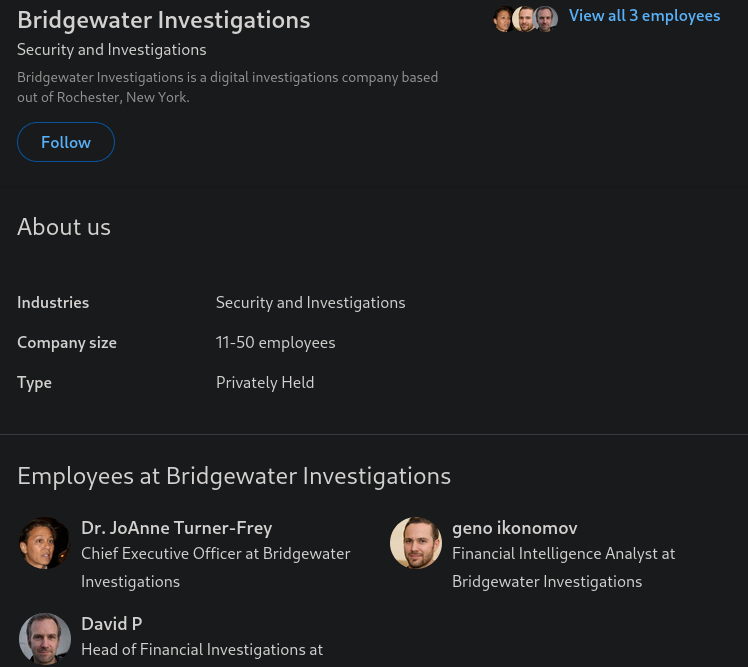 Bridgewater Investigations
View all 3 employees
Security and Investigations
Bridgewater Investigations is a digital investigations company based
out of Rochester, New York.
Follow
About us
Industries Security and Investigations
Company size 11-50 employees
Type Privately Held
Employees at Bridgewater Investigations
Dr. JoAnne Turner-Frey
Chief Executive Officer at Bridgewater
Investigations
geno ikonomov
Financial Intelligence Analyst at
Bridgewater Investigations
David P
Head of Financial Investigations at